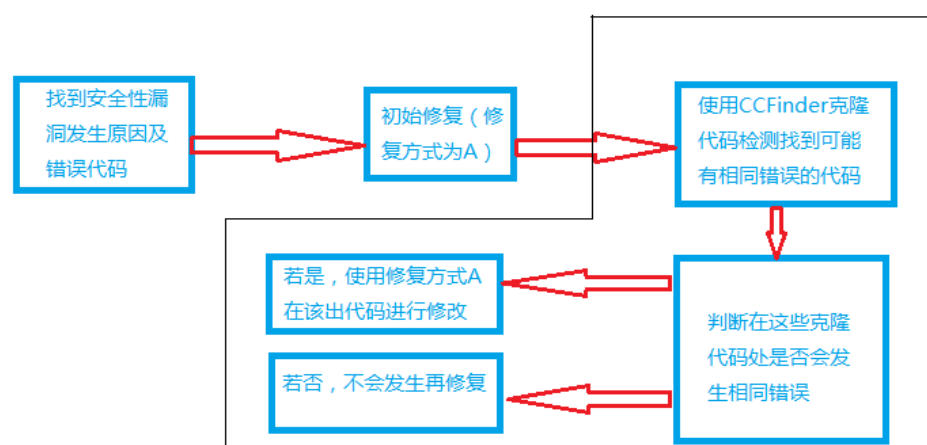 找到安全性漏
洞发生原因及
错误代码
初始修复（修
复方式为A）
使用CCFinder克隆
代码检测找到可能
有相同错误的代码
判断在这些克隆
代码处是否会发
生相同错误
若是，使用修复方式A
在该出代码进行修改
若否，不会发生再修复